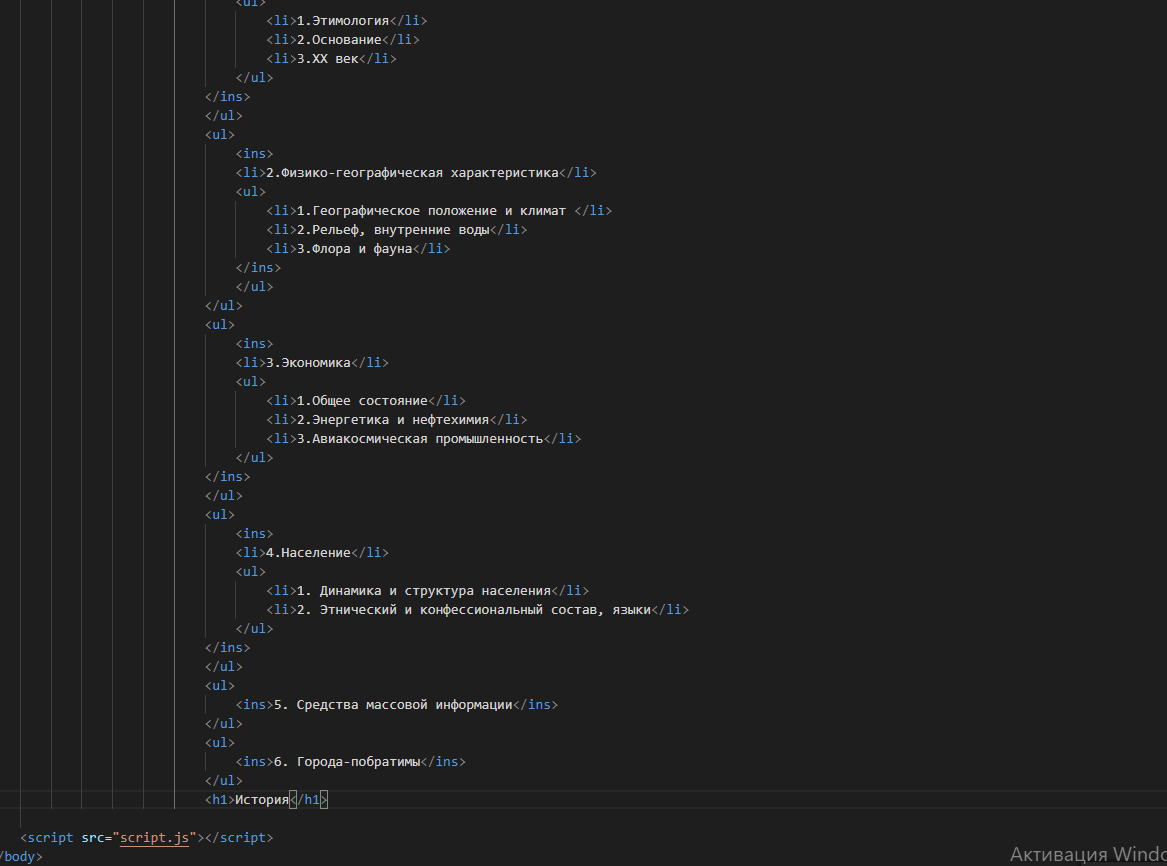 <ul>
<li>1.Этимология</li>
<li>2.Основание</li>
<li>3.XX век</li>
</ul>
</ins>
</ul>
<ul>
<ins>
<li>2.Физико-географическая характеристика</li>
<ul>
<li>1.Географическое положение и климат </li>
<li>2.Рельеф, внутренние воды</li>
<li>3.Флора и фауна</li>
</ins>
</ul>
</ul>
<ul>
<ins>
<li>3.Экономика</li>
<ul>
<li>1.Общее состояние</li>
<li>2.Энергетика и нефтехимия</li>
<li>3.Авиакосмическая промышленность</li>
</ul>
</ins>
</ul>
<ul>
<ins>
<li>4.Население</li>
<ul>
<li>1. Динамика и структура населения</li>
<li>2. Этнический и конфессиональный состав, языки</li>
</ul>
</ins>
</ul>
<ul>
<ins>5. Средства массовой информации</ins>
</ul>
<ul>
<ins>6. Города-побратимы</ins>
</ul>
<h1>История</h1>
<script src="script.js"></script>
/body>
Активация Windo